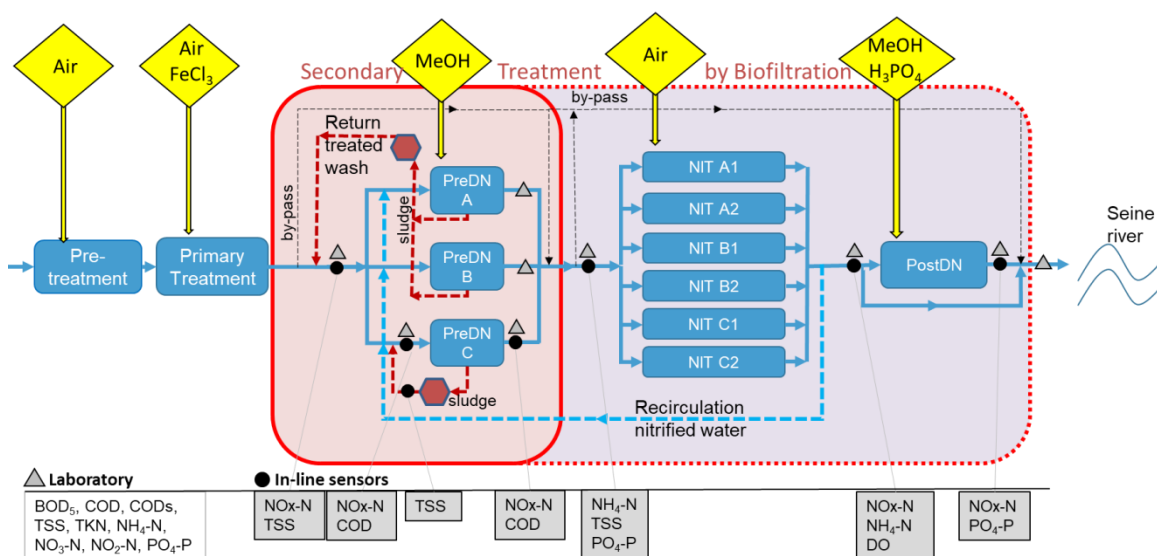 Air
Air
FeCl₃
MeOH
Air
MeOH
H₃PO₄
Secondary Treatment by Biofiltration
by-pass
Return
treated
wash
by-pass
sludge
PreDN
A
PreDN
B
PreDN
C
sludge
NIT A1
NIT A2
NIT B1
NIT B2
NIT C1
NIT C2
Pre-
treatment
Primary
Treatment
PostDN
Seine
river
Recirculation
nitrified water
Laboratory
In-line sensors
BOD₅, COD, CODs,
TSS, TKN, NH₄-N,
NO₃-N, NO₂-N, PO₄-P
NOx-N
TSS
NOx-N
COD
TSS
NOx-N
COD
NH₄-N
TSS
PO₄-P
NOx-N
NH₄-N
DO
NOx-N
PO₄-P